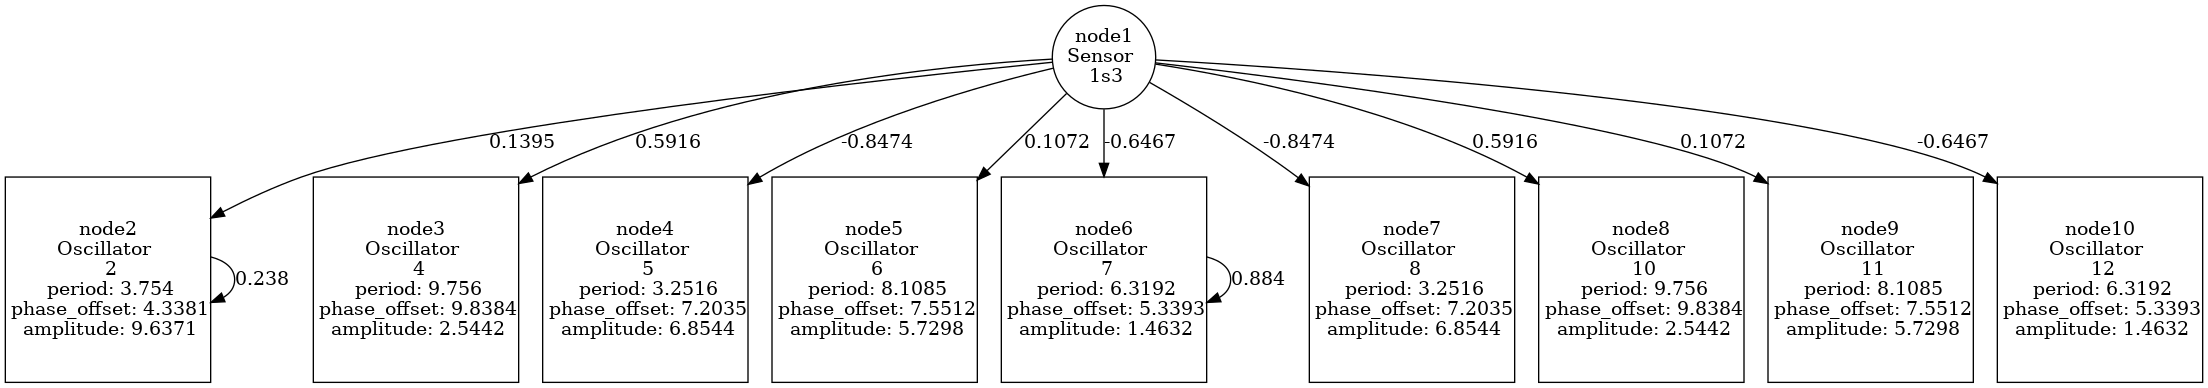 node1
Sensor
1s3
0.1395
0.5916
-0.8474
0.1072
-0.6467
-0.8474
0.5916
0.1072
-0.6467
node2
Oscillator
2
period: 3.754
phase_offset: 4.3381
amplitude: 9.6371
0.238
node3
Oscillator
4
period: 9.756
phase_offset: 9.8384
amplitude: 2.5442
node4
Oscillator
5
period: 3.2516
phase_offset: 7.2035
amplitude: 6.8544
node5
Oscillator
6
period: 8.1085
phase_offset: 7.5512
amplitude: 5.7298
node6
Oscillator
7
period: 6.3192
phase_offset: 5.3393
amplitude: 1.4632
0.884
node7
Oscillator
8
period: 3.2516
phase_offset: 7.2035
amplitude: 6.8544
node8
Oscillator
10
period: 9.756
phase_offset: 9.8384
amplitude: 2.5442
node9
Oscillator
11
period: 8.1085
phase_offset: 7.5512
amplitude: 5.7298
node10
Oscillator
12
period: 6.3192
phase_offset: 5.3393
amplitude: 1.4632